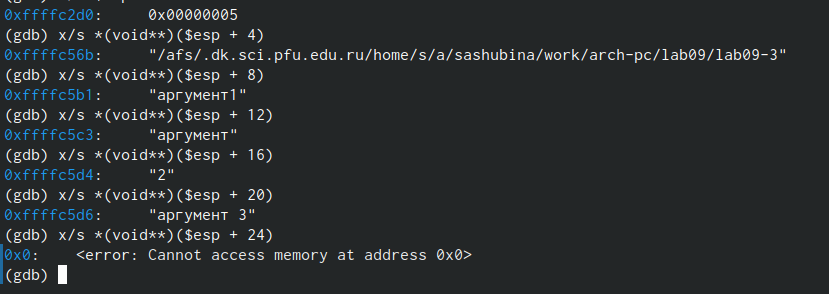 0xffffc2d0: 0x00000005
(gdb) x/s *(void**)($esp + 4)
0xffffc56b: "/afs/.dk.sci.pfu.edu.ru/home/s/a/sashubina/work/arch-pc/lab09/lab09-3"
(gdb) x/s *(void**)($esp + 8)
0xffffc5b1: "аргумент1"
(gdb) x/s *(void**)($esp + 12)
0xffffc5c3: "аргумент"
(gdb) x/s *(void**)($esp + 16)
0xffffc5d4: "2"
(gdb) x/s *(void**)($esp + 20)
0xffffc5d6: "аргумент 3"
(gdb) x/s *(void**)($esp + 24)
0x0: <error: Cannot access memory at address 0x0>
(gdb)